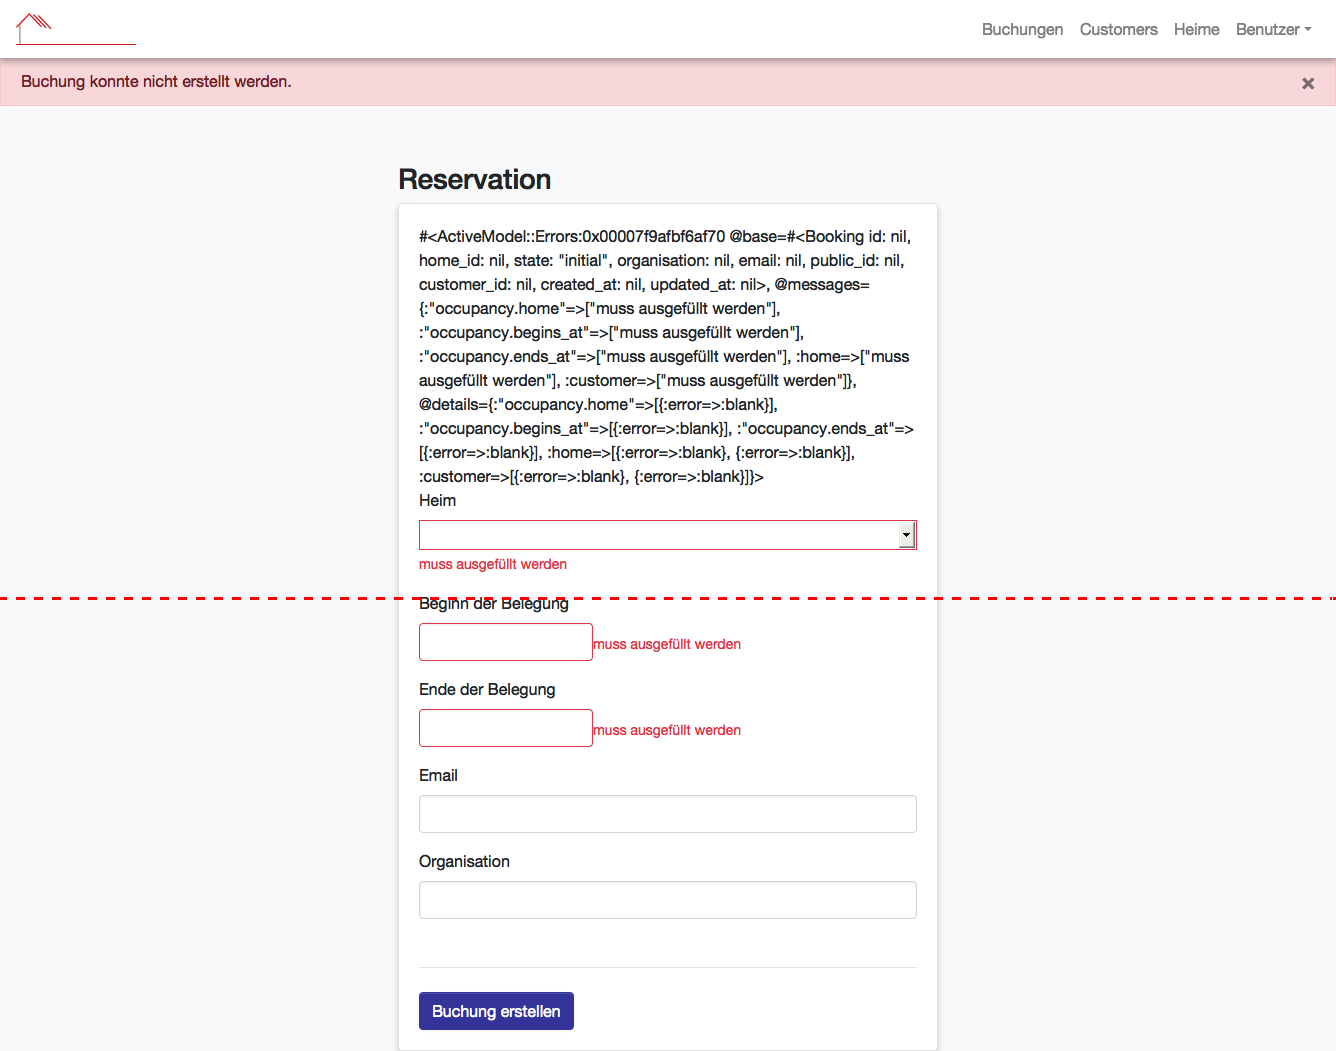 Buchungen Customers Heime Benutzer
Buchung konnte nicht erstellt werden. ×
Reservation
#<ActiveModel::Errors:0x00007f9afbf6af70 @base=#<Booking id: nil,
home_id: nil, state: "initial", organisation: nil, email: nil, public_id: nil,
customer_id: nil, created_at: nil, updated_at: nil>, @messages=
{:"occupancy.home"=>["muss ausgefüllt werden"],
:"occupancy.begins_at"=>["muss ausgefüllt werden"],
:"occupancy.ends_at"=>["muss ausgefüllt werden"], :home=>["muss
ausgefüllt werden"], :customer=>["muss ausgefüllt werden"]},
@details={:"occupancy.home"=>[{:error=>:blank}],
:"occupancy.begins_at"=>[{:error=>:blank}], :"occupancy.ends_at"=>
[{:error=>:blank}], :home=>[{:error=>:blank}, {:error=>:blank}],
:customer=>[{:error=>:blank}, {:error=>:blank}]}>
Heim
muss ausgefüllt werden
Beginn der Belegung
muss ausgefüllt werden
Ende der Belegung
muss ausgefüllt werden
Email
Organisation
Buchung erstellen